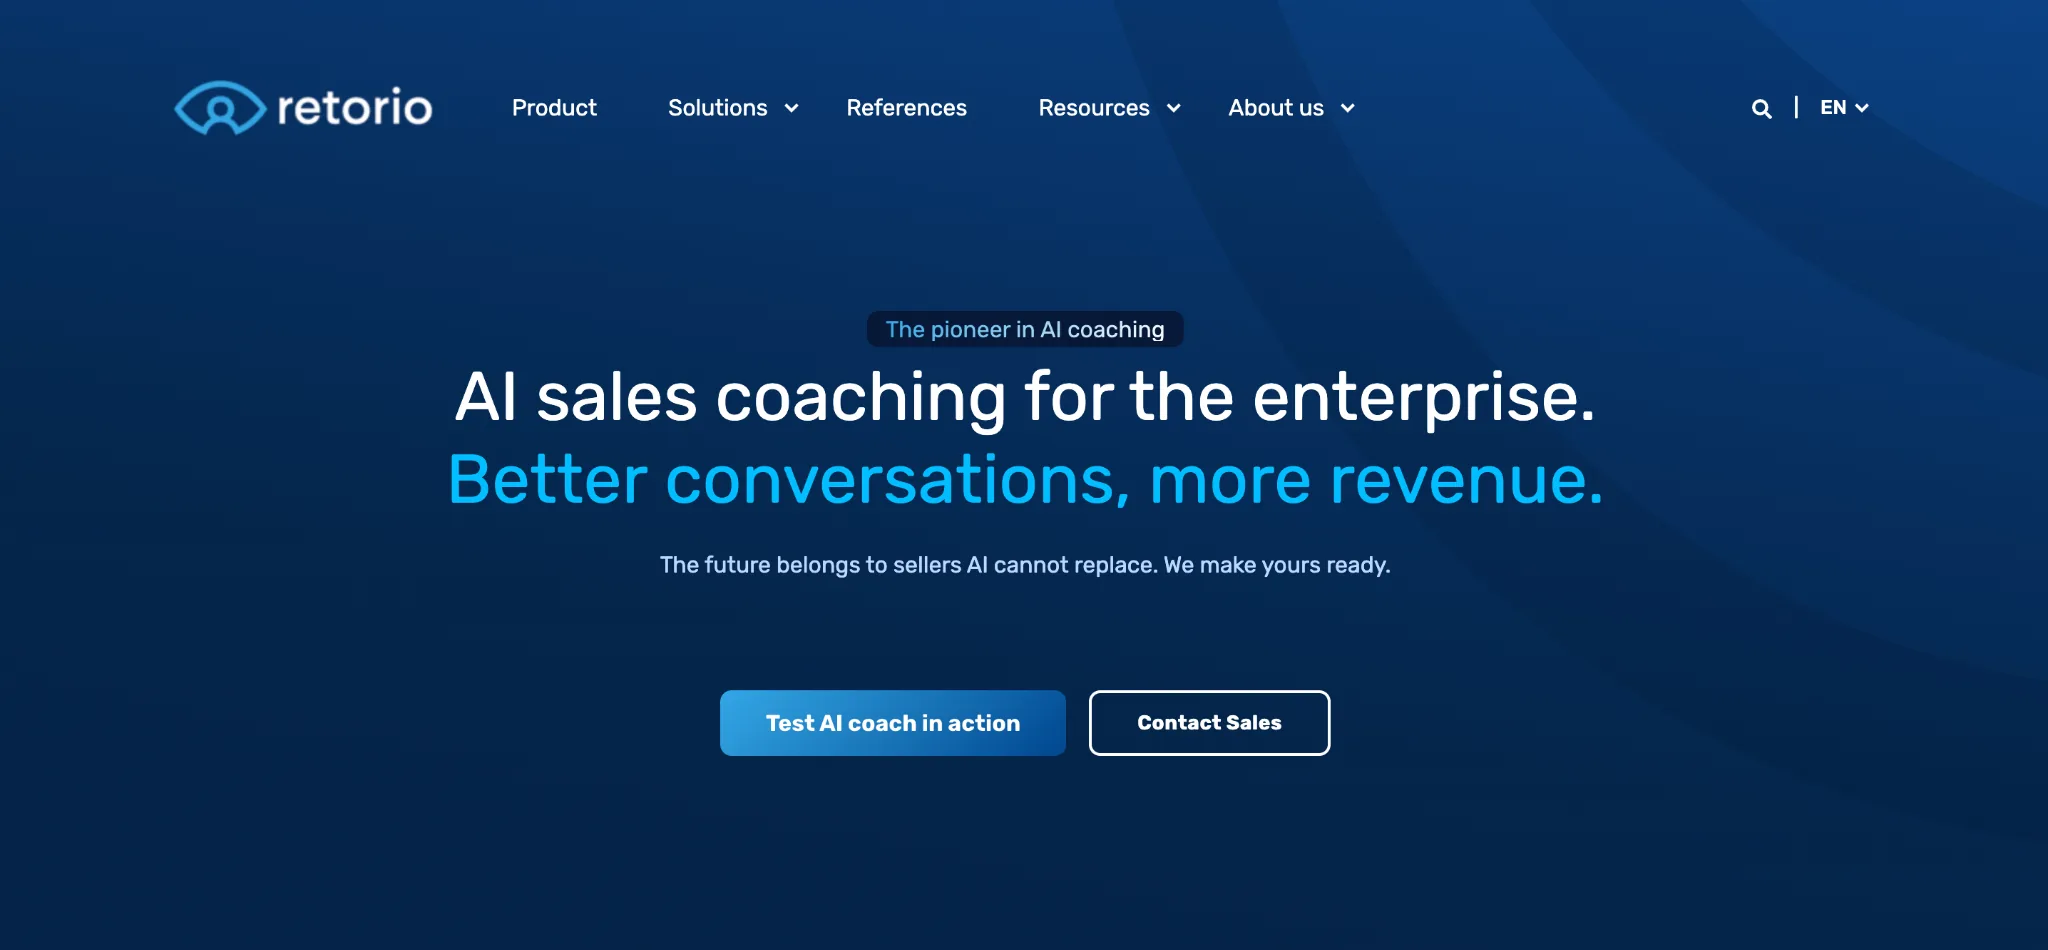 retorio
Product
Solutions
References
Resources
About us
|
EN
The pioneer in AI coaching
AI sales coaching for the enterprise.
Better conversations, more revenue.
The future belongs to sellers AI cannot replace. We make yours ready.
Test AI coach in action
Contact Sales